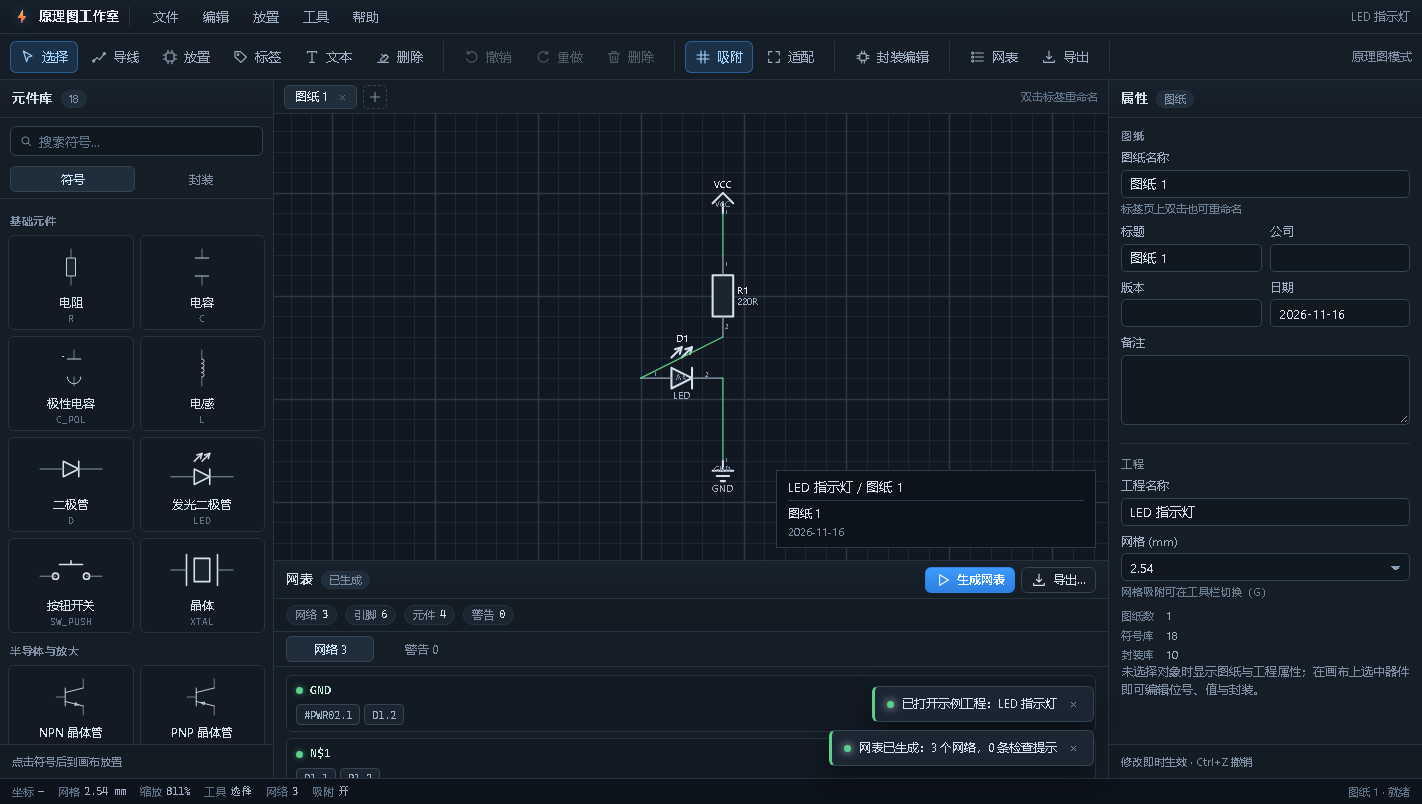 原理图工作室
文件 编辑 放置 工具 帮助
LED 指示灯
选择 导线 放置 标签 文本 删除 撤销 重做 删除 吸附 适配 封装编辑 网表 导出
原理图模式
元件库 18
搜索符号...
符号 封装
基础元件
电阻
R
电容
C
极性电容
C_POL
电感
L
二极管
D
发光二极管
LED
按钮开关
SW_PUSH
晶体
XTAL
半导体与放大
NPN 晶体管
PNP 晶体管
点击符号后到画布放置
图纸 1 × +
双击标签重命名
VCC
R1
220R
2
D1
1 2
LED
GND
LED 指示灯 / 图纸 1
图纸 1
2026-11-16
网表 已生成
生成网表 导出...
网络 3 引脚 6 元件 4 警告 0
网络 3 警告 0
GND
#PWR02.1 D1.2
N$1
D1.1 R1.2
已打开示例工程：LED 指示灯 ×
网表已生成：3 个网络，0 条检查提示 ×
属性 图纸
图纸
图纸名称
图纸 1
标签页上双击也可重命名
标题 公司
图纸 1
版本 日期
2026-11-16
备注
工程
工程名称
LED 指示灯
网格 (mm)
2.54
网格吸附可在工具栏切换（G）
图纸数 1
符号库 18
封装库 10
未选择对象时显示图纸与工程属性；在画布上选中器件
即可编辑位号、值与封装。
修改即时生效 · Ctrl+Z 撤销
坐标 — 网格 2.54 mm 缩放 811% 工具 选择 网络 3 吸附 开
图纸 1 · 就绪